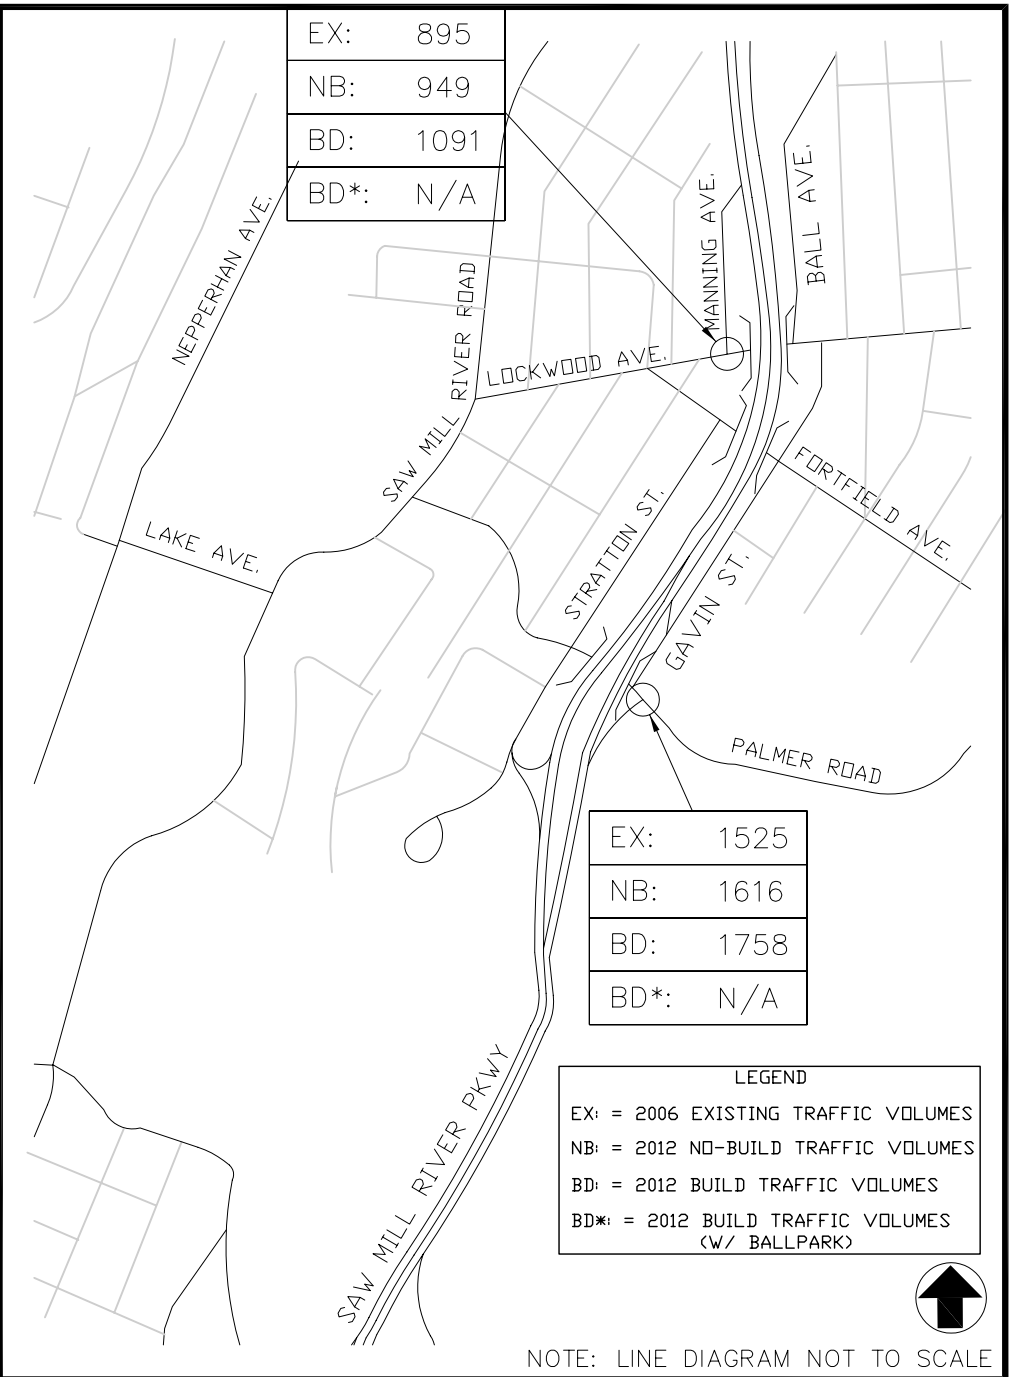 EX: 895
NB: 949
BD: 1091
BD*: N/A
NEPPERHAN AVE.
SAW MILL RIVER ROAD
MANNING AVE.
BALL AVE.
LOCKWOOD AVE.
FORTFIELD AVE.
LAKE AVE.
STRATTON ST.
GAVIN ST.
PALMER ROAD
EX: 1525
NB: 1616
BD: 1758
BD*: N/A
SAW MILL RIVER PKWY
LEGEND
EX: = 2006 EXISTING TRAFFIC VOLUMES
NB: = 2012 NO-BUILD TRAFFIC VOLUMES
BD: = 2012 BUILD TRAFFIC VOLUMES
BD*: = 2012 BUILD TRAFFIC VOLUMES
(W/ BALLPARK)
NOTE: LINE DIAGRAM NOT TO SCALE